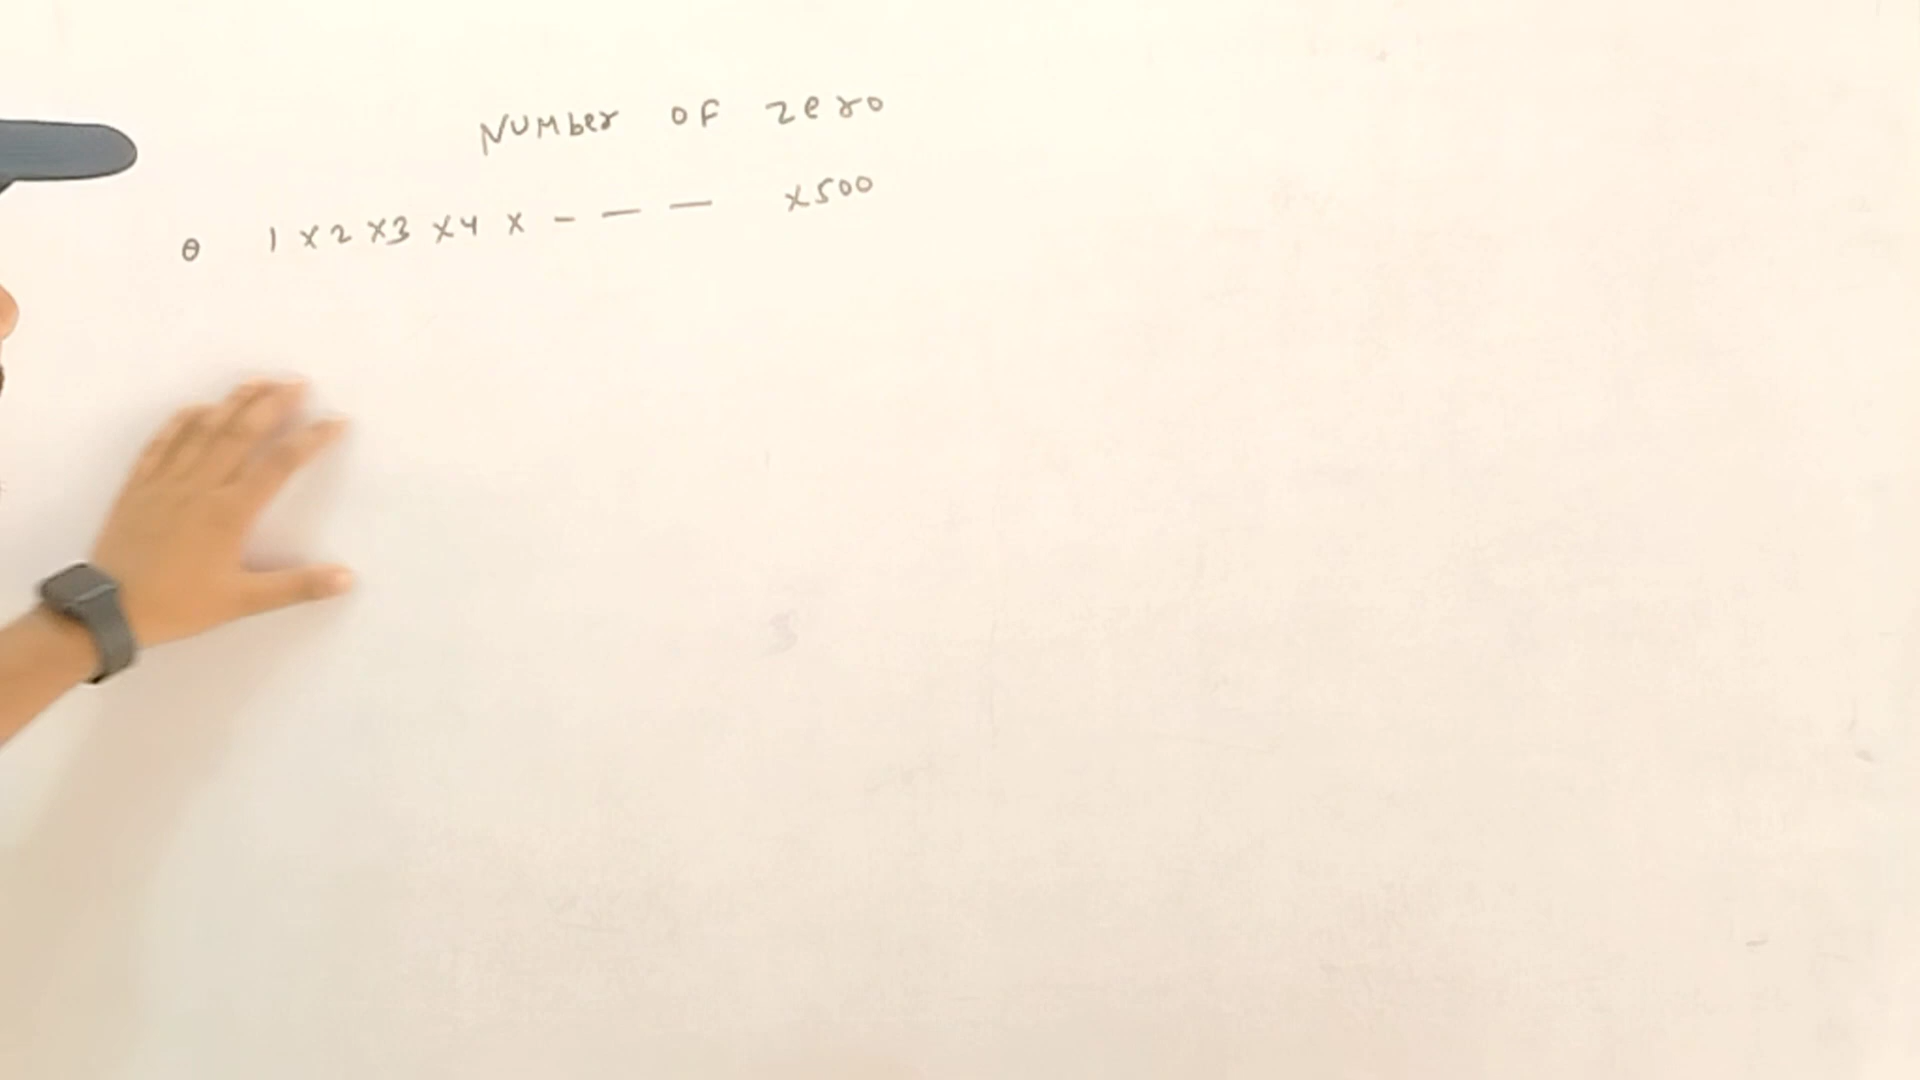 Number of zero
θ 1 x 2 x 3 x 4 x - - - x 500